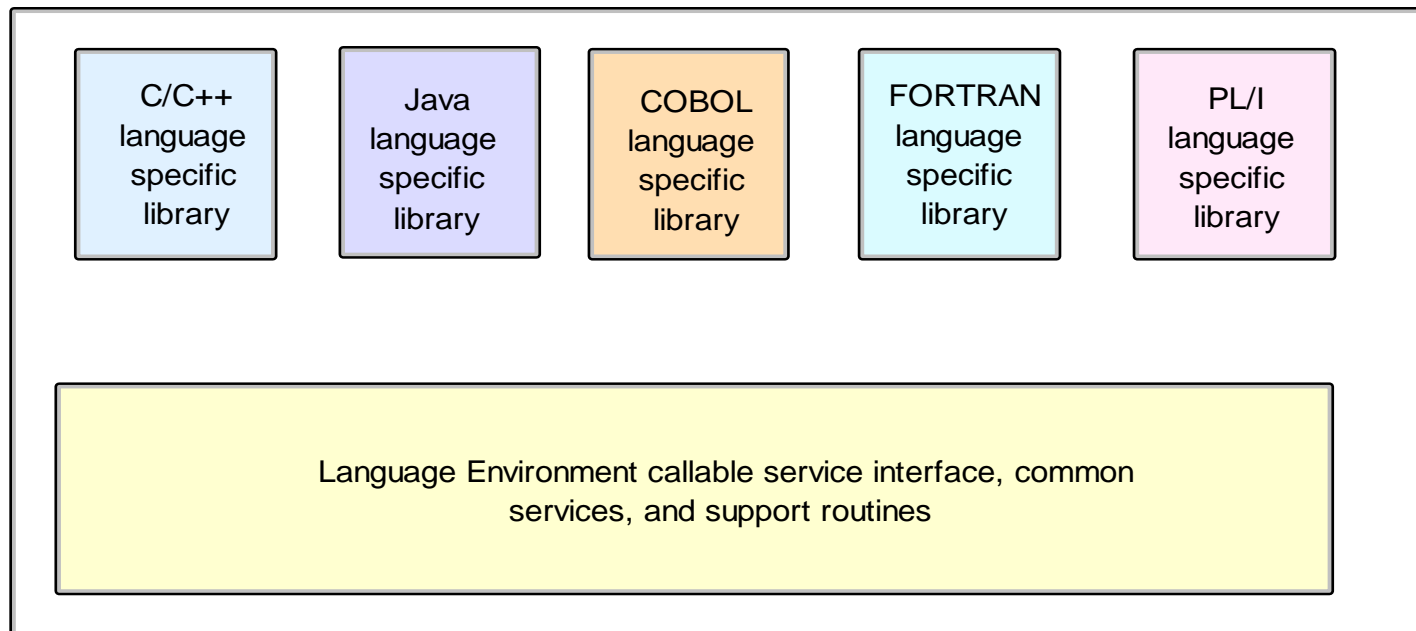 C/C++
language
specific
library
Java
language
specific
library
COBOL
language
specific
library
FORTRAN
language
specific
library
PL/I
language
specific
library
Language Environment callable service interface, common
services, and support routines